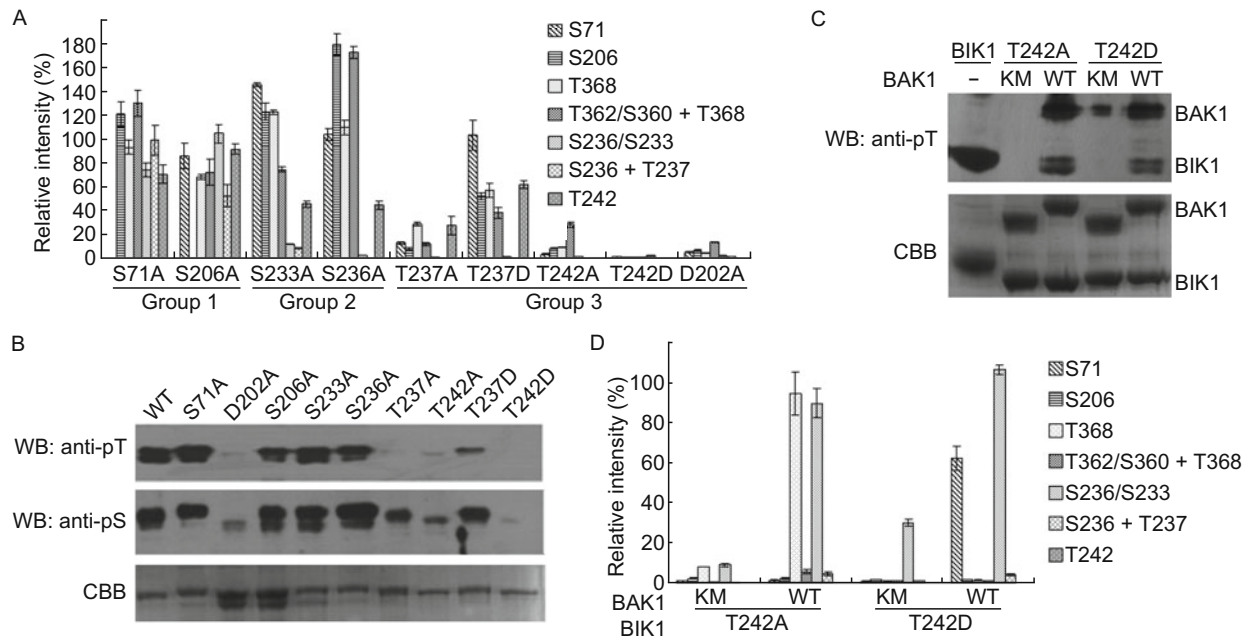 A
Relative intensity (%)
180
160
140
120
100
80
60
40
20
0
S71
S206
T368
T362/S360 + T368
S236/S233
S236 + T237
T242
S71A S206A S233A S236A T237A T237D T242A T242D D202A
Group 1 Group 2 Group 3
B
WT S71A D202A S206A S233A S236A T237A T242A T237D T242D
WB: anti-pT
WB: anti-pS
CBB
C
BIK1 T242A T242D
BAK1 – KM WT KM WT
WB: anti-pT
BAK1
BIK1
CBB
BAK1
BIK1
D
Relative intensity (%)
100
80
60
40
20
0
S71
S206
T368
T362/S360 + T368
S236/S233
S236 + T237
T242
BAK1 KM WT KM WT
BIK1 T242A T242D